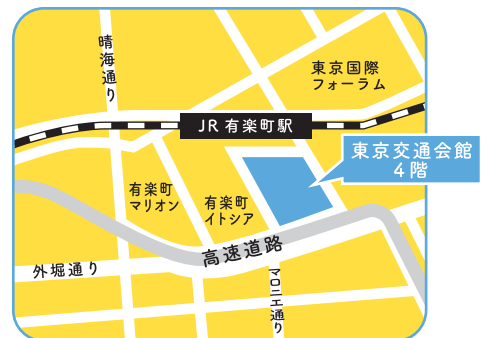 晴海通り
東京国際
フォーラム
JR有楽町駅
東京交通会館
4階
有楽町
マリオン
有楽町
イトシア
高速道路
外堀通り
マロニエ通り